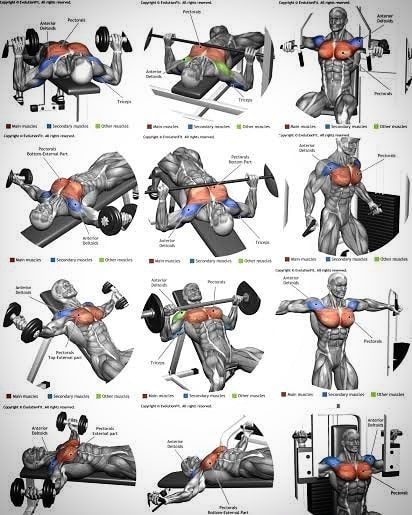 Copyright © EvolutionFit. All rights reserved.
Anterior
Deltoids
Pectorals
Triceps
Main muscles
Secondary muscles
Other muscles
Copyright © EvolutionFit. All rights reserved.
Pectorals
Anterior
Deltoids
Triceps
Main muscles
Secondary muscles
Other muscles
Copyright © EvolutionFit. All rights reserved.
Anterior
Deltoids
Pectorals
Main muscles
Secondary muscles
Other muscles
Copyright © EvolutionFit. All rights reserved.
Pectorals
Bottom-External Part
Anterior
Deltoids
Main muscles
Secondary muscles
Other muscles
Copyright © EvolutionFit. All rights reserved.
Pectorals
Bottom Part
Anterior
Deltoids
Triceps
Main muscles
Secondary muscles
Other muscles
Copyright © EvolutionFit. All rights reserved.
Anterior
Deltoids
Pectorals
Main muscles
Secondary muscles
Other muscles
Copyright © EvolutionFit. All rights reserved.
Anterior
Deltoids
Pectorals
Top-External part
Main muscles
Secondary muscles
Other muscles
Copyright © EvolutionFit. All rights reserved.
Anterior
Deltoids
Pectorals
Triceps
Main muscles
Secondary muscles
Other muscles
Copyright © EvolutionFit. All rights reserved.
Anterior
Deltoids
Pectorals
Main muscles
Secondary muscles
Other muscles
Copyright © EvolutionFit. All rights reserved.
Anterior
Deltoids
Pectorals
External part
Copyright © EvolutionFit. All rights reserved.
Anterior
Deltoids
Pectorals
Bottom-External Part
Anterior
Deltoids
Pectorals